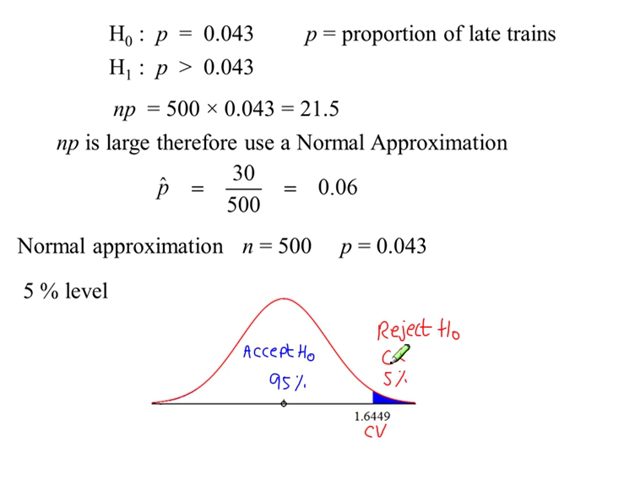 H₀ : p = 0.043 p = proportion of late trains
H₁ : p > 0.043
np = 500 × 0.043 = 21.5
np is large therefore use a Normal Approximation
p̂ = 30/500 = 0.06
Normal approximation n = 500 p = 0.043
5 % level
Reject H₀
Accept H₀
95%
5%
1.6449
CV